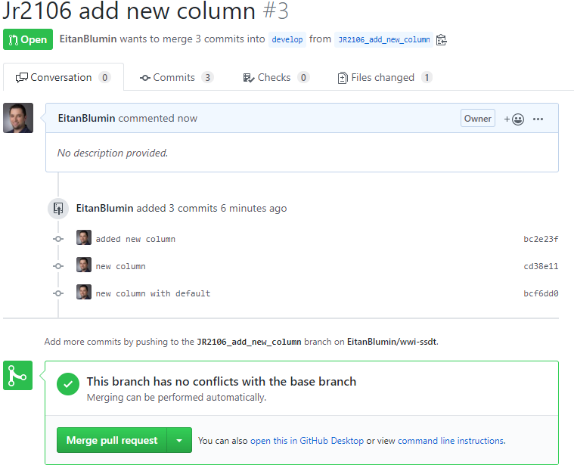 Jr2106 add new column #3
Open EitanBlumin wants to merge 3 commits into develop from JR2106_add_new_column
Conversation 0 Commits 3 Checks 0 Files changed 1
EitanBlumin commented now Owner + ...
No description provided.
EitanBlumin added 3 commits 6 minutes ago
added new column bc2e23f
new column cd38e11
new column with default bcf6dd0
Add more commits by pushing to the JR2106_add_new_column branch on EitanBlumin/wwi-ssdt.
This branch has no conflicts with the base branch
Merging can be performed automatically.
Merge pull request You can also open this in GitHub Desktop or view command line instructions.